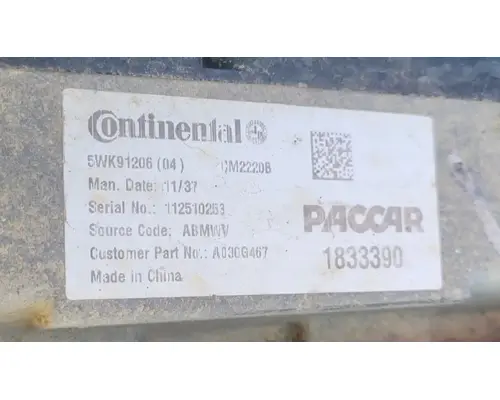 Continental
5WK91206 (04) CM2220B
Man. Date: 11/37
Serial No.: 112510253
Source Code: ABMWV
Customer Part No.: A030G467
Made in China
PACCAR
1833390